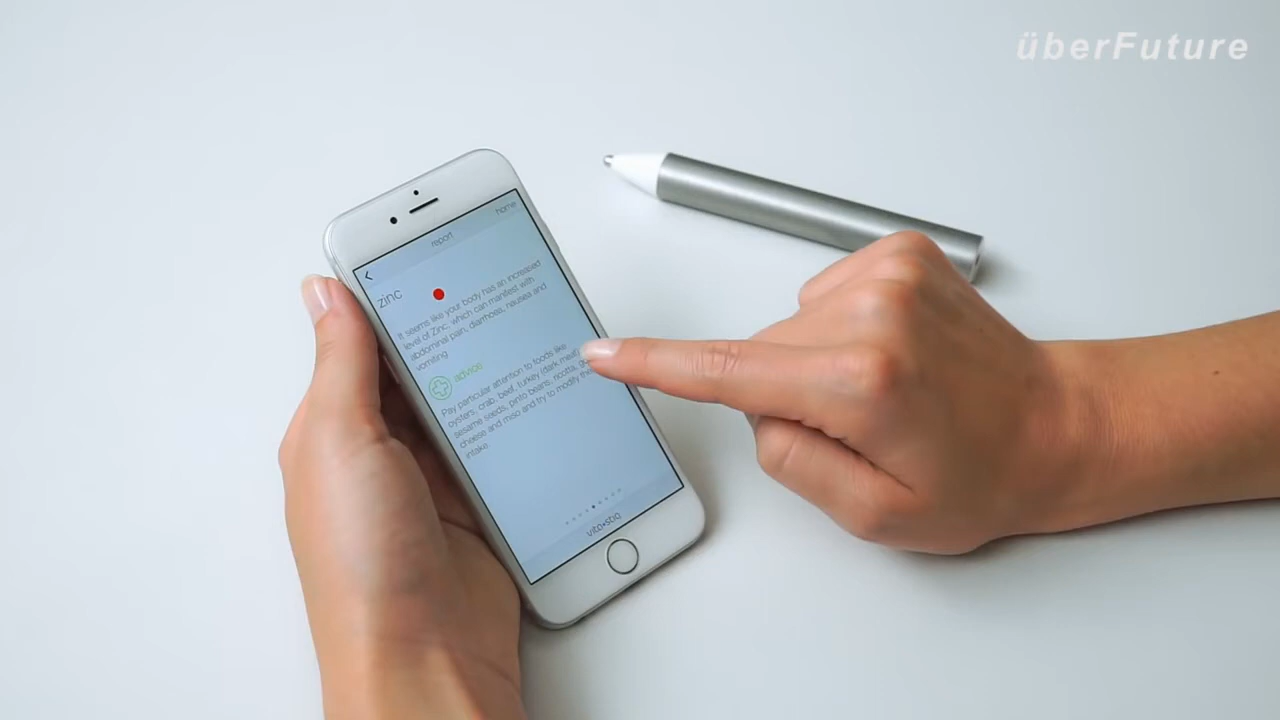 überFuture
home
report
zinc
It seems like your body has an increased
level of Zinc, which can manifest with
abdominal pain, diarrhoea, nausea and
vomiting
advice
Pay particular attention to foods like
oysters, crab, beef, turkey (dark meat)
sesame seeds, pinto beans, ricotta,
cheese and miso and try to modify
intake
vitastiq